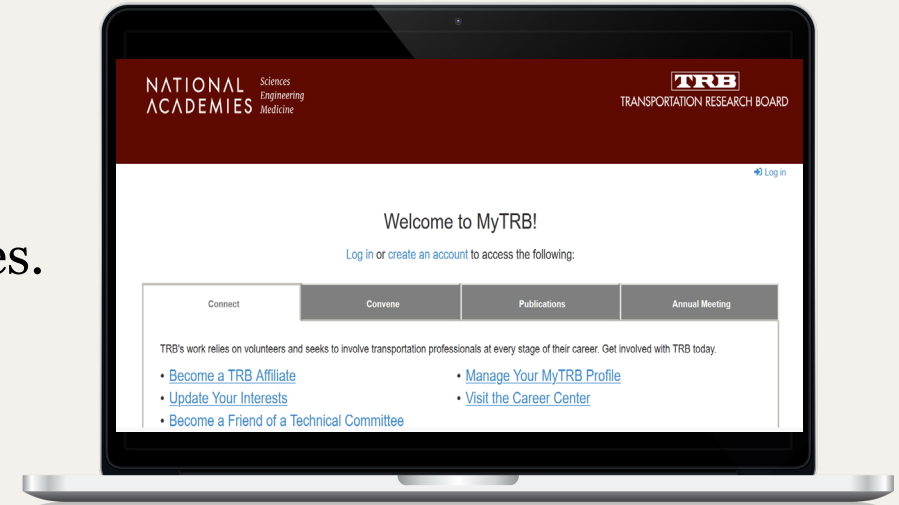 NATIONAL
ACADEMIES
Sciences
Engineering
Medicine
TRB
TRANSPORTATION RESEARCH BOARD
Log in
Welcome to MyTRB!
Log in or create an account to access the following:
es.
Connect
Convene
Publications
Annual Meeting
TRB's work relies on volunteers and seeks to involve transportation professionals at every stage of their career. Get involved with TRB today.
• Become a TRB Affiliate
• Update Your Interests
• Become a Friend of a Technical Committee
• Manage Your MyTRB Profile
• Visit the Career Center